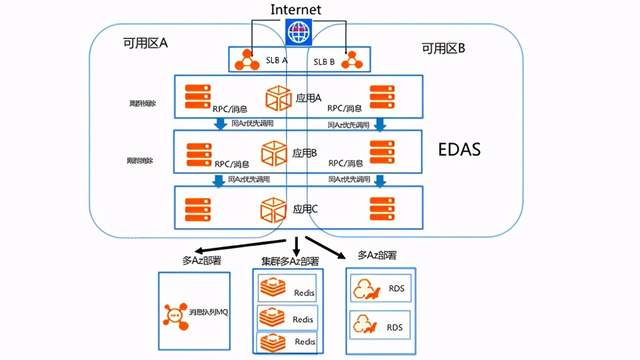 Internet
可用区A
可用区B
SLB A
SLB B
应用A
RPC/消息
RPC/消息
同Az优先调用
同Az优先调用
应用B
RPC/消息
RPC/消息
EDAS
同Az优先调用
同Az优先调用
应用C
多Az部署
集群多Az部署
多Az部署
消息队列MQ
Redis
Redis
Redis
RDS
RDS